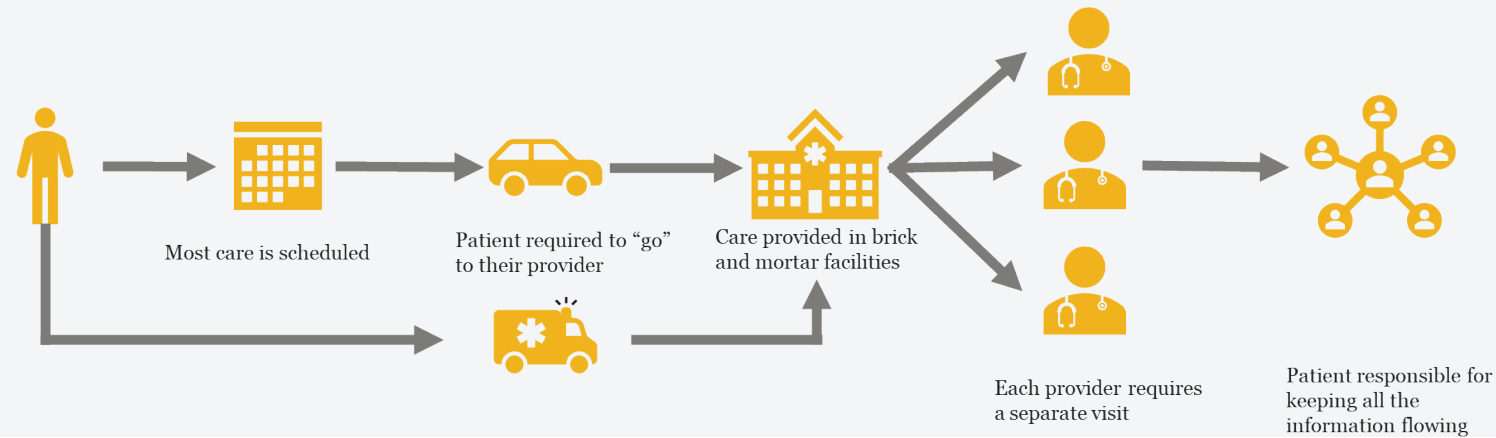 Most care is scheduled
Patient required to “go”
to their provider
Care provided in brick
and mortar facilities
Each provider requires
a separate visit
Patient responsible for
keeping all the
information flowing